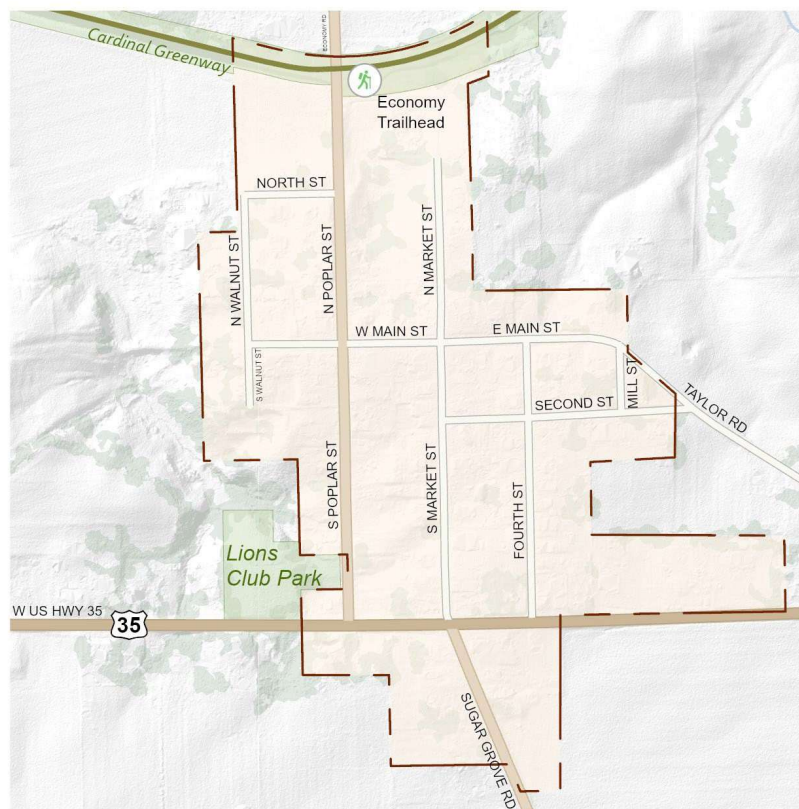 ECONOMY RD
Cardinal Greenway
Economy
Trailhead
NORTH ST
N WALNUT ST
N POPLAR ST
N MARKET ST
W MAIN ST
E MAIN ST
S WALNUT ST
MILL ST
TAYLOR RD
SECOND ST
S POPLAR ST
S MARKET ST
FOURTH ST
Lions
Club Park
W US HWY 35
35
SUGAR GROVE RD